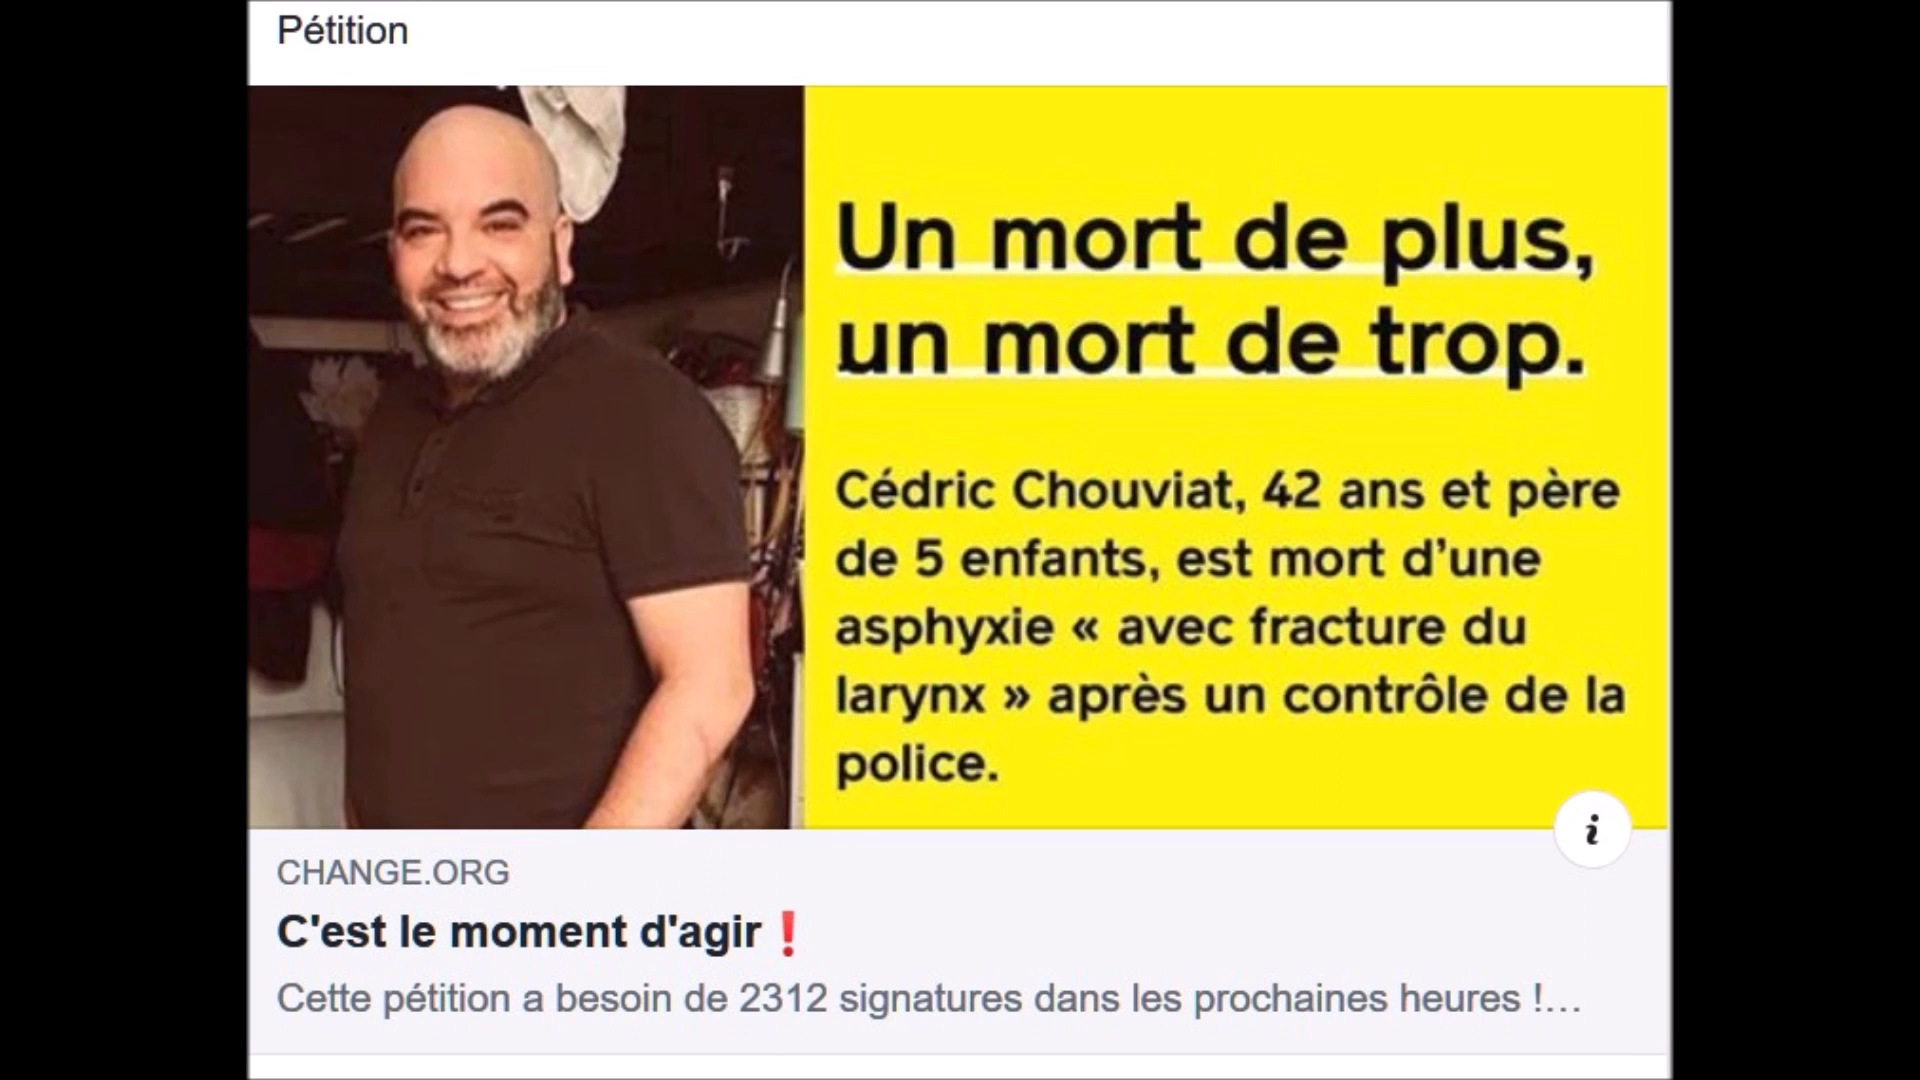 Pétition
Un mort de plus,
un mort de trop.
Cédric Chouviat, 42 ans et père
de 5 enfants, est mort d’une
asphyxie « avec fracture du
larynx » après un contrôle de la
police.
i
CHANGE.ORG
C'est le moment d'agir❗
Cette pétition a besoin de 2312 signatures dans les prochaines heures !…